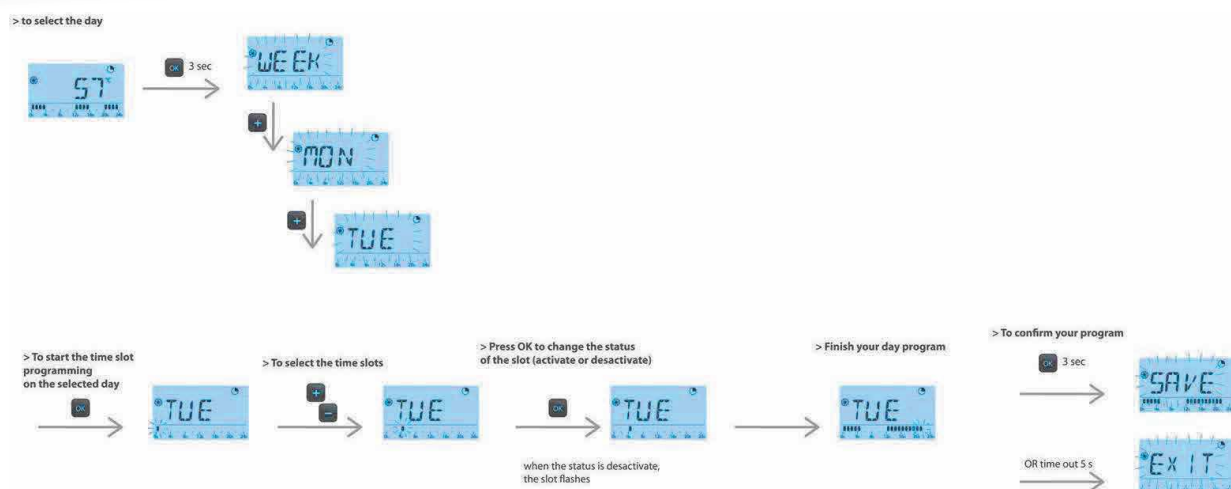 > to select the day
57°C
OK 3 sec
WEEK
+
MON
+
TUE
> To start the time slot
programming
on the selected day
OK
TUE
> To select the time slots
+
−
TUE
> Press OK to change the status
of the slot (activate or desactivate)
OK
TUE
when the status is desactivate,
the slot flashes
> Finish your day program
TUE
> To confirm your program
OK 3 sec
SAVE
OR time out 5 s
EXIT